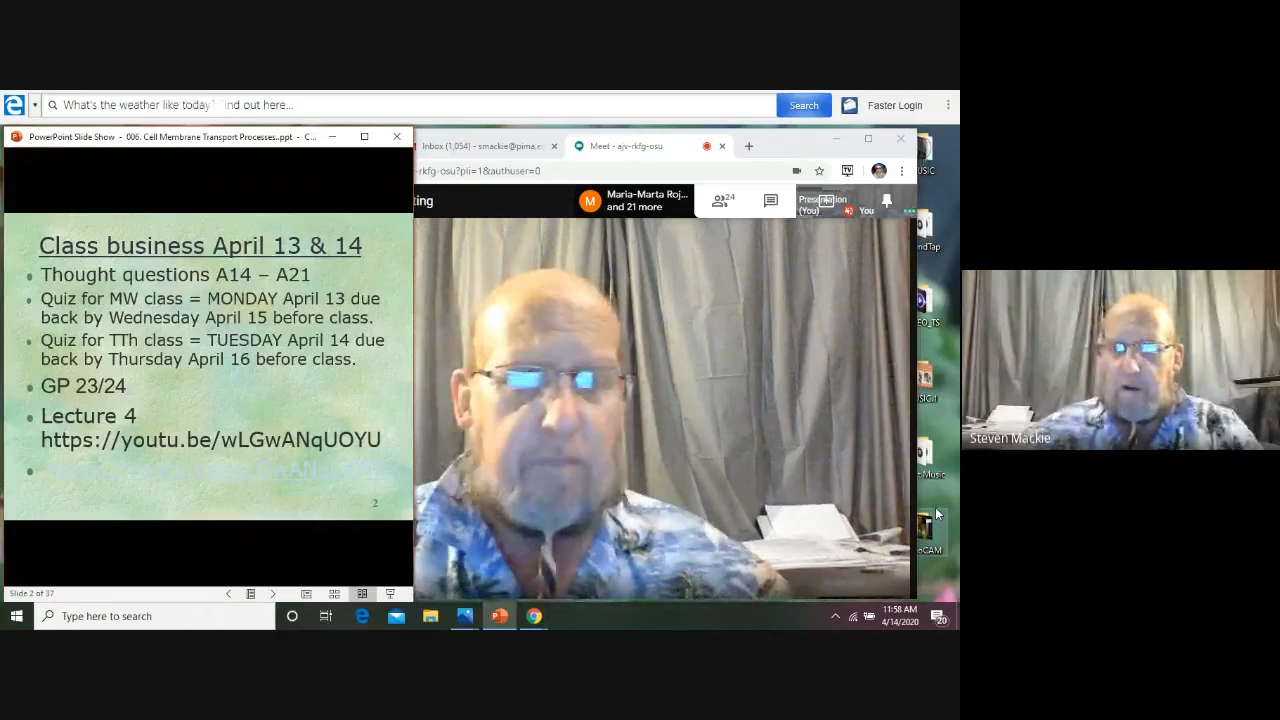 What's the weather like today? Find out here...
Search
Faster Login
PowerPoint Slide Show - 006. Cell Membrane Transport Processes..ppt - C...
Inbox (1,054) - smackie@pima.e
Meet - ajv-rkfg-osu
-rkfg-osu?pli=1&authuser=0
ting
M
Maria-Marta Roj...
and 21 more
24
Presentation
(You)
You
Class business April 13 & 14
Thought questions A14 – A21
Quiz for MW class = MONDAY April 13 due
back by Wednesday April 15 before class.
Quiz for TTh class = TUESDAY April 14 due
back by Thursday April 16 before class.
GP 23/24
Lecture 4
https://youtu.be/wLGwANqUOYU
2
Slide 2 of 37
Steven Mackie
Type here to search
11:58 AM
4/14/2020
20